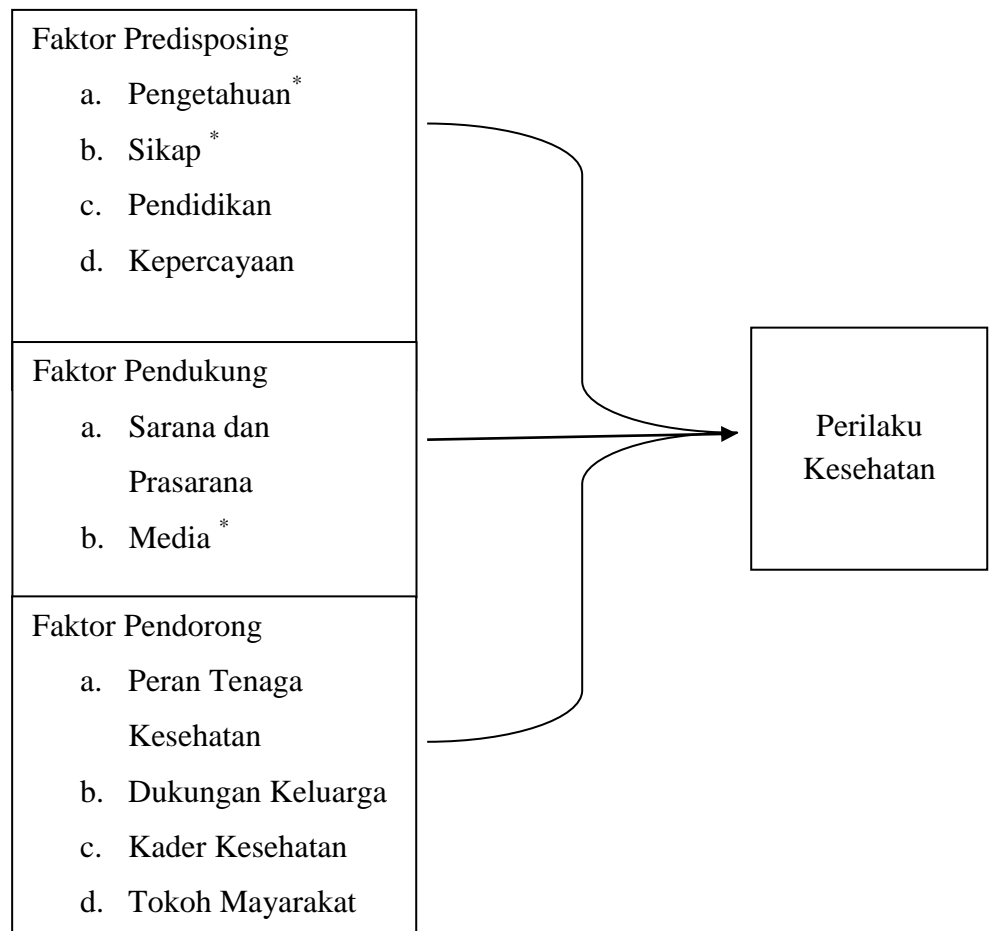 Faktor Predisposing
a. Pengetahuan*
b. Sikap *
c. Pendidikan
d. Kepercayaan
Faktor Pendukung
a. Sarana dan
Prasarana
b. Media *
Faktor Pendorong
a. Peran Tenaga
Kesehatan
b. Dukungan Keluarga
c. Kader Kesehatan
d. Tokoh Mayarakat
Perilaku
Kesehatan